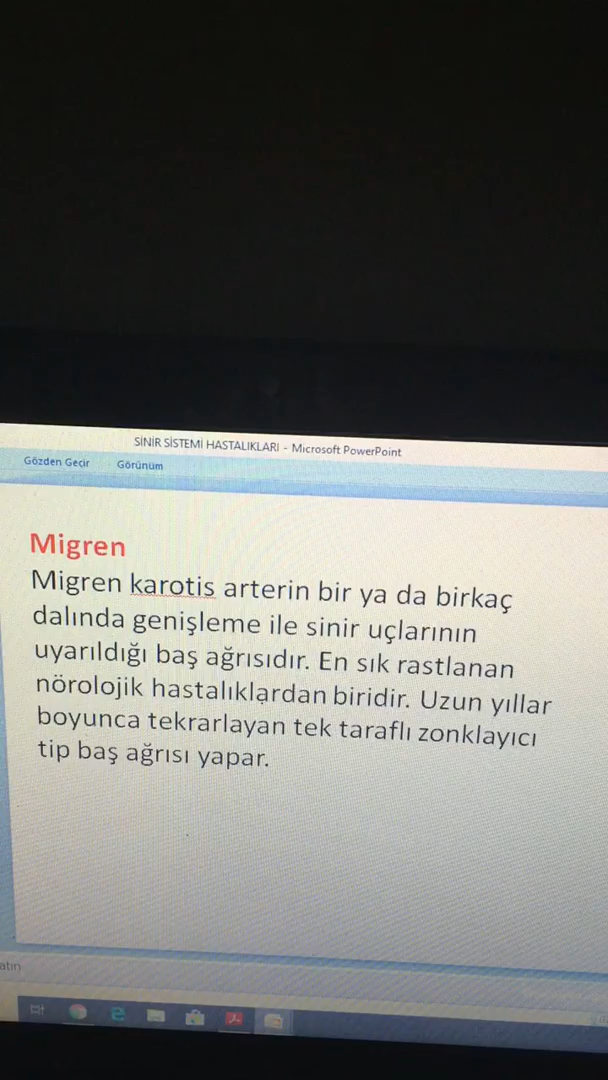 SİNİR SİSTEMİ HASTALIKLARI - Microsoft PowerPoint
Gözden Geçir Görünüm
Migren
Migren karotis arterin bir ya da birkaç
dalında genişleme ile sinir uçlarının
uyarıldığı baş ağrısıdır. En sık rastlanan
nörolojik hastalıklardan biridir. Uzun yıllar
boyunca tekrarlayan tek taraflı zonklayıcı
tip baş ağrısı yapar.